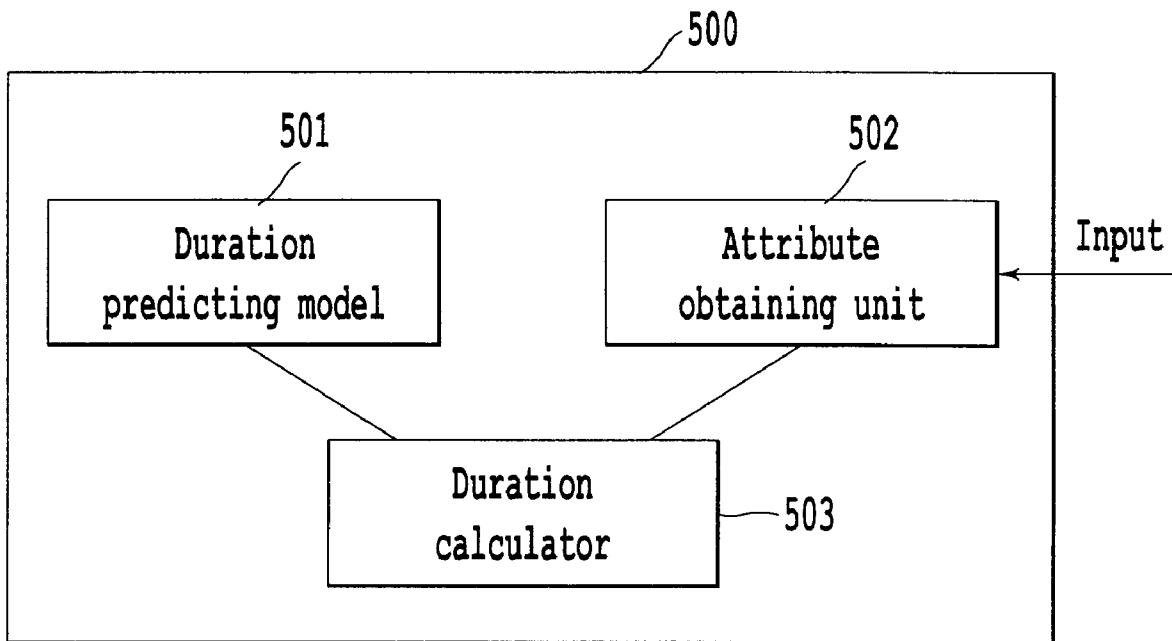 500
501
502
Duration
predicting model
Attribute
obtaining unit
Input
Duration
calculator
503